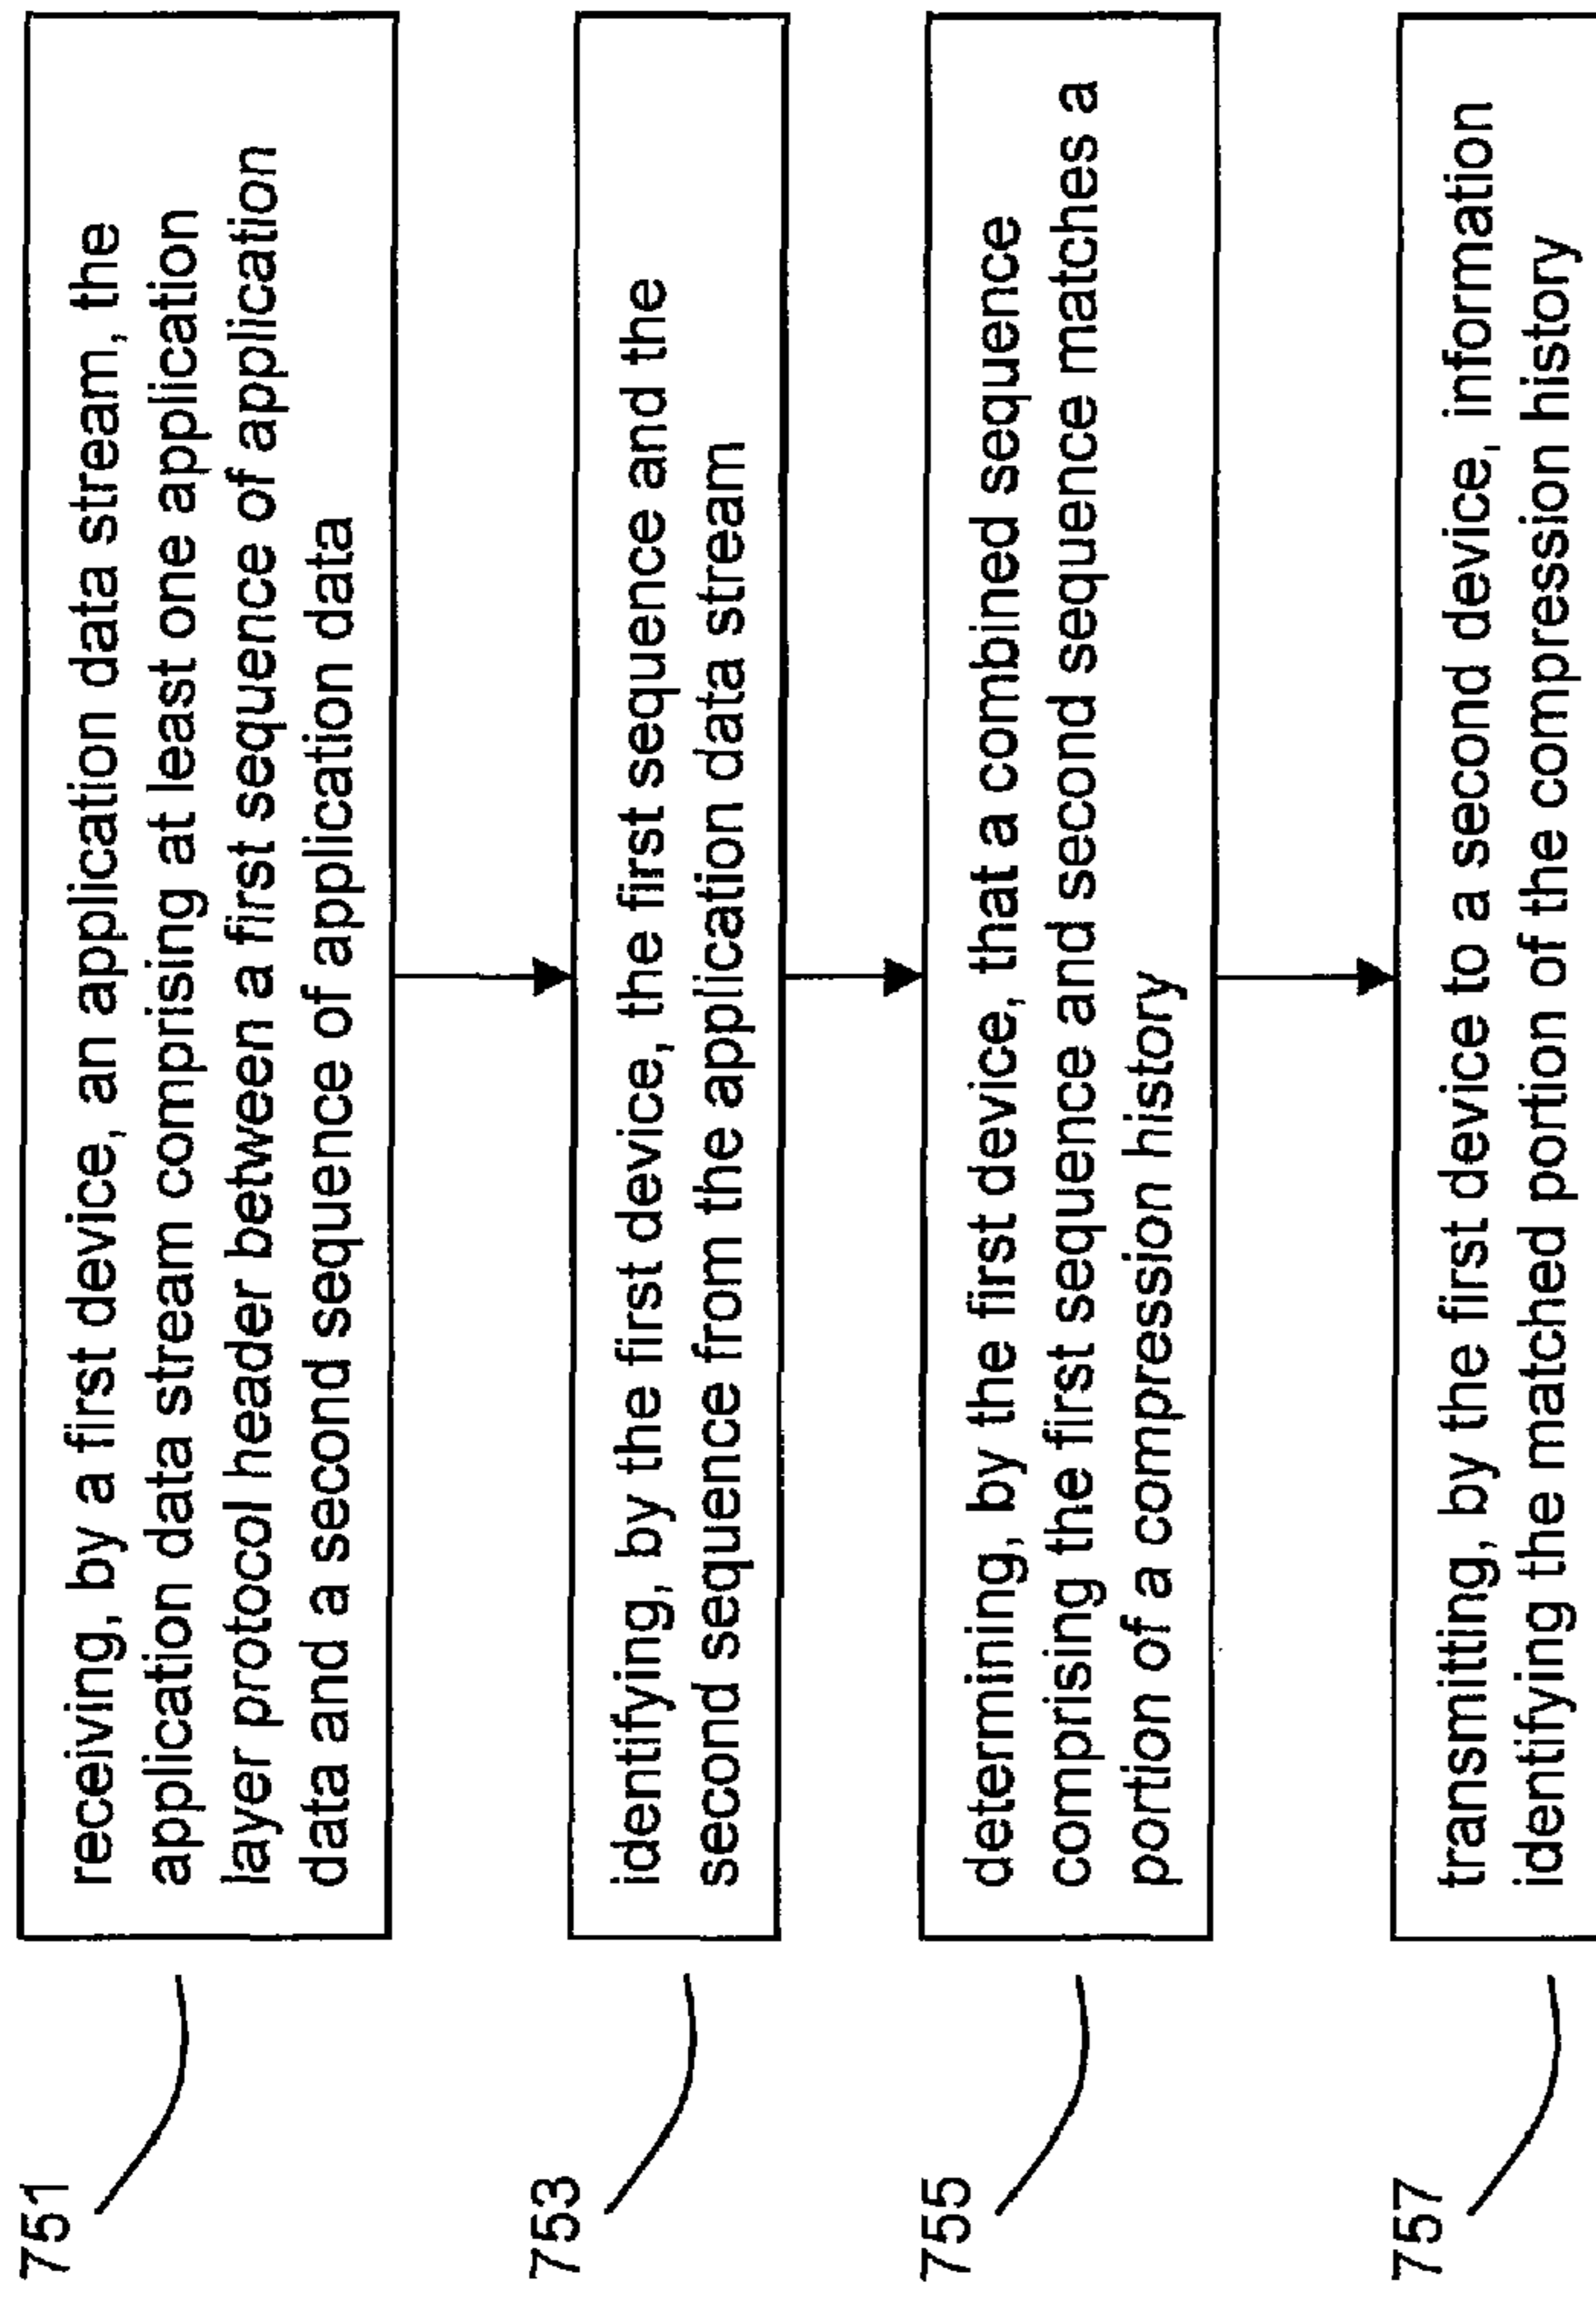 751
receiving, by a first device, an application data stream, the
application data stream comprising at least one application
layer protocol header between a first sequence of application
data and a second sequence of application data
753
identifying, by the first device, the first sequence and the
second sequence from the application data stream
755
determining, by the first device, that a combined sequence
comprising the first sequence and second sequence matches a
portion of a compression history
757
transmitting, by the first device to a second device, information
identifying the matched portion of the compression history